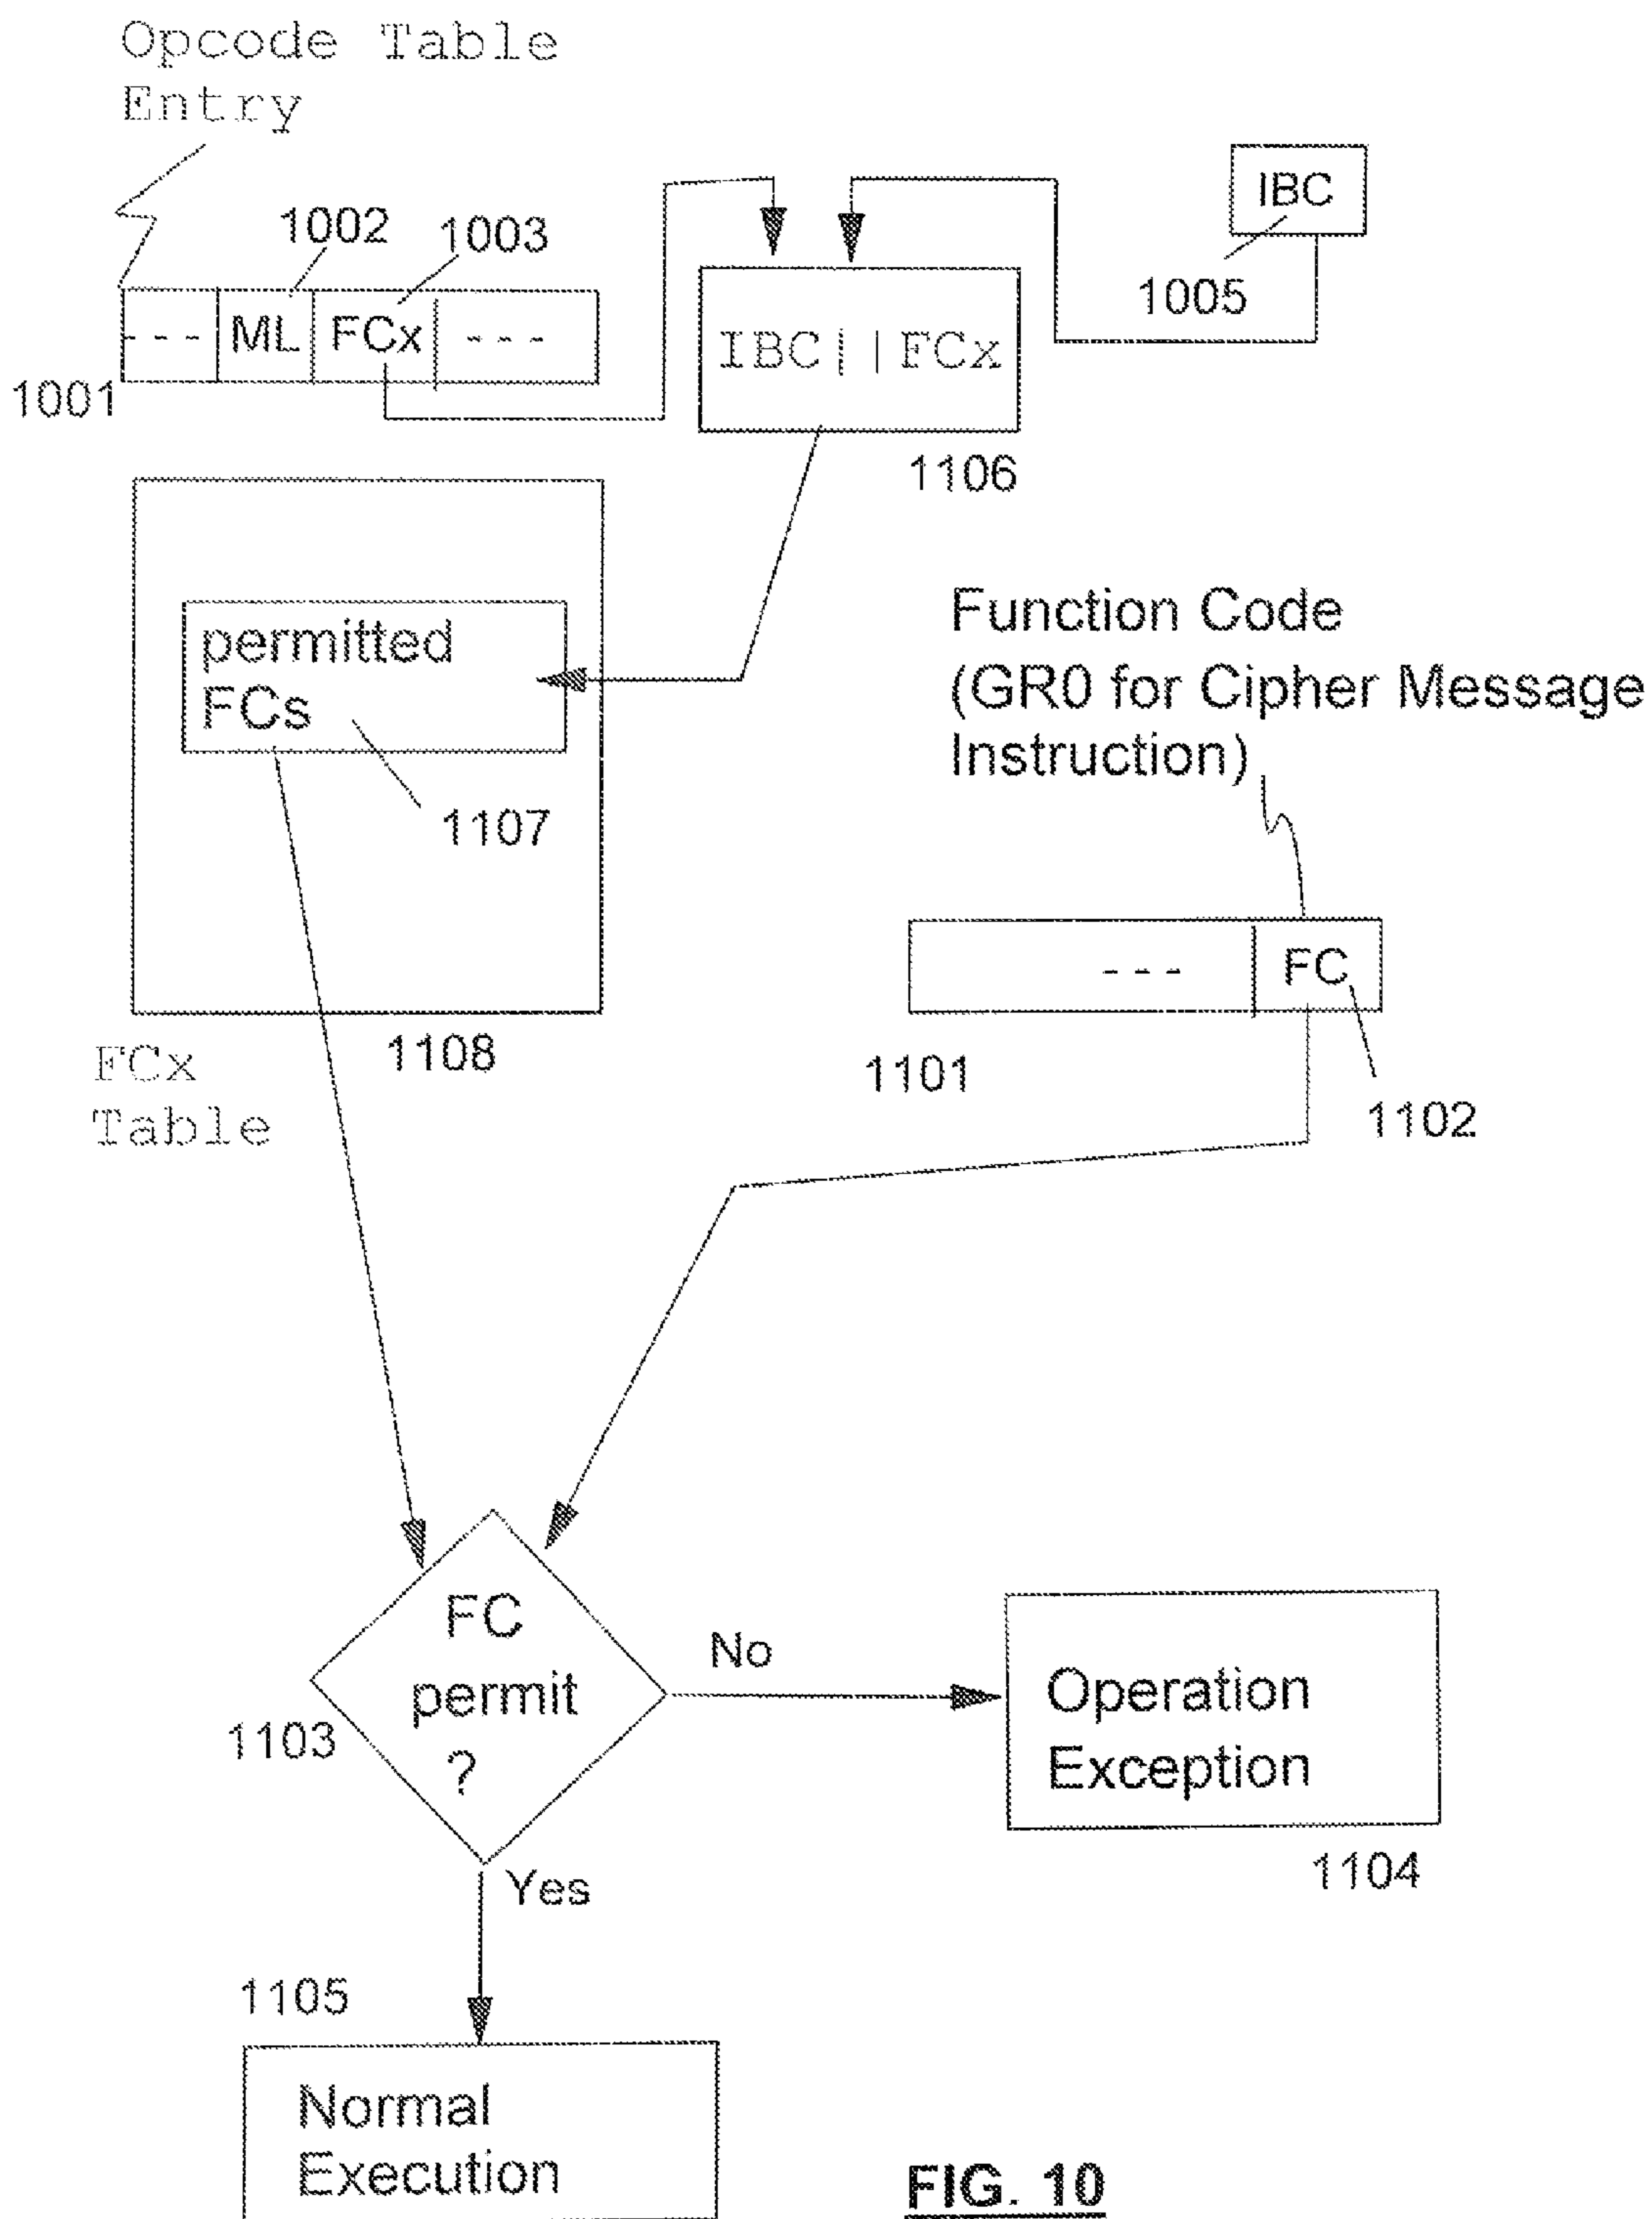 Opcode Table
Entry
IBC
1002
1003
1005
--- ML FCx ---
IBC||FCx
1001
1106
permitted
FCs
Function Code
(GR0 for Cipher Message
Instruction)
1107
--- FC
1108
1101
FCx
Table
1102
FC
permit
?
No
Operation
Exception
1103
1104
Yes
1105
Normal
Execution
FIG. 10